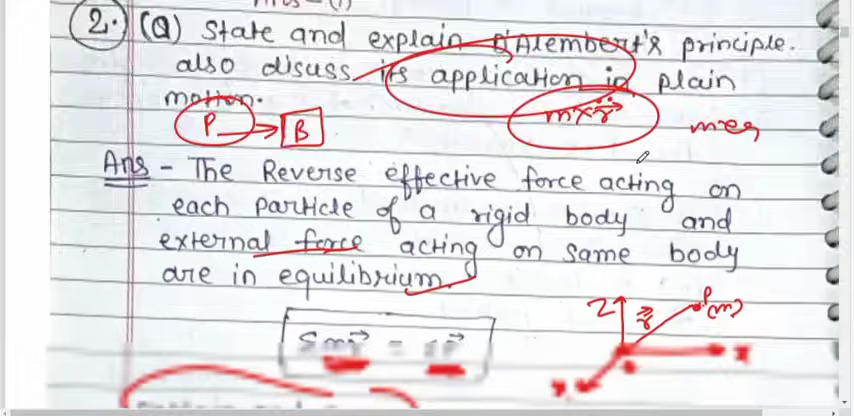 2. (Q) State and explain D'Alembert's principle.
also disuss its application in plain
motion.
P → B
m × r̈
Ans - The Reverse effective force acting on
each particle of a rigid body and
external force acting on same body
are in equilibrium.
Z r P(m)